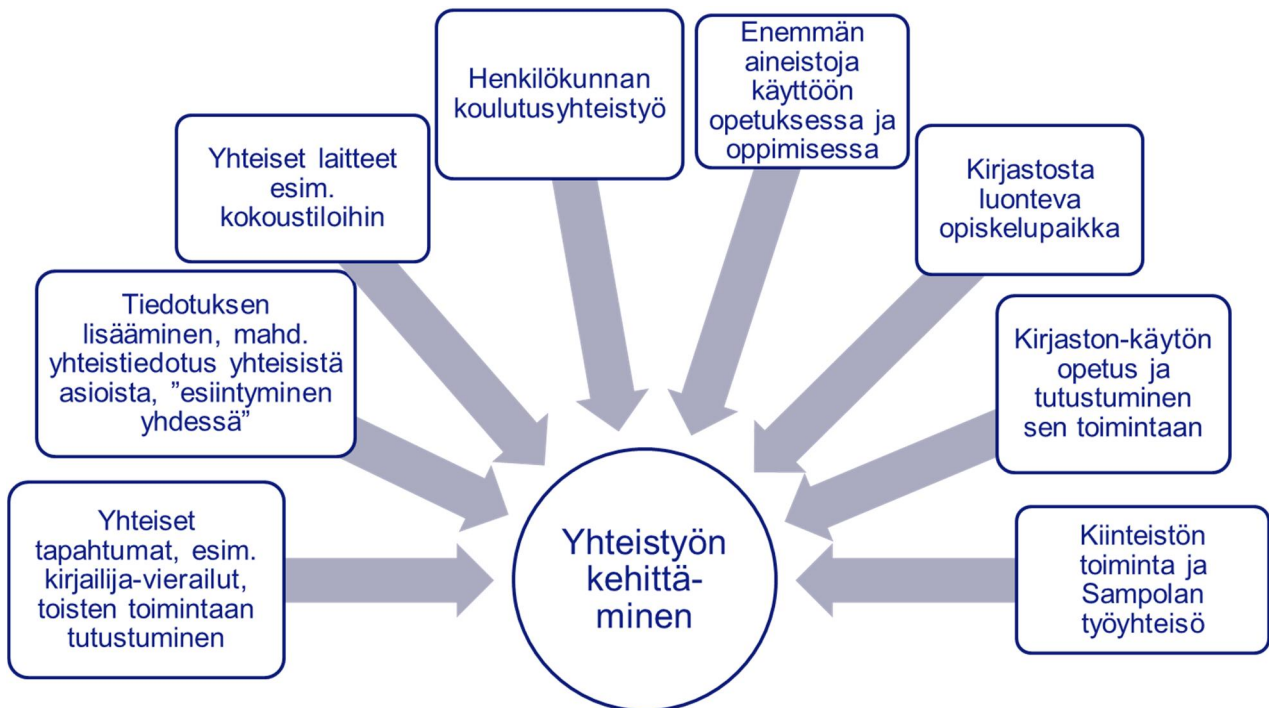 Yhteiset
tapahtumat, esim.
kirjailija-vierailut,
toisten toimintaan
tutustuminen
Tiedotuksen
lisääminen, mahd.
yhteistiedotus yhteisistä
asioista, ”esiintyminen
yhdessä”
Yhteiset laitteet
esim.
kokoustiloihin
Henkilökunnan
koulutusyhteistyö
Enemmän
aineistoja
käyttöön
opetuksessa ja
oppimisessa
Kirjastosta
luonteva
opiskelupaikka
Kirjaston-käytön
opetus ja
tutustuminen
sen toimintaan
Kiinteistön
toiminta ja
Sampolan
työyhteisö
Yhteistyön
kehittä-
minen